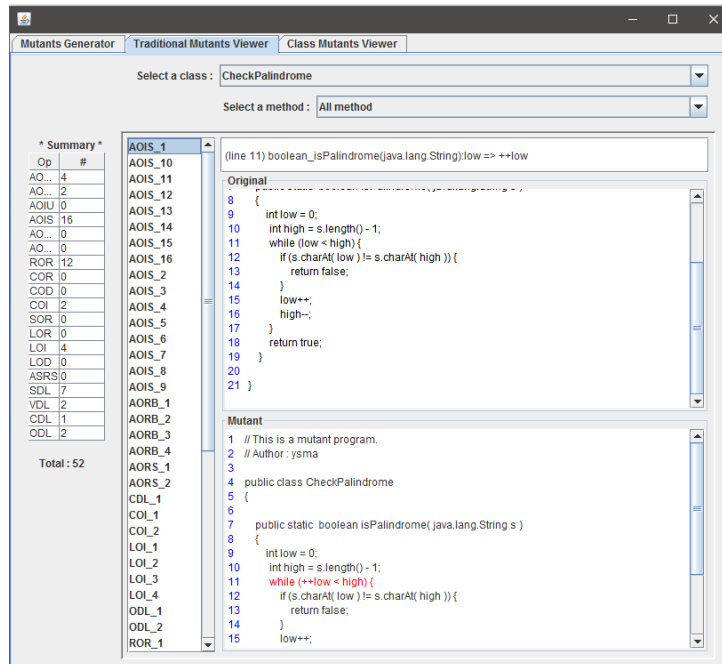 Mutants Generator Traditional Mutants Viewer Class Mutants Viewer
Select a class : CheckPalindrome
Select a method : All method
* Summary *
Op #
AO... 4
AO... 2
AOIU 0
AOIS 16
AO... 0
AO... 0
ROR 12
COR 0
COD 0
COI 2
SOR 0
LOR 0
LOI 4
LOD 0
ASRS 0
SDL 7
VDL 2
CDL 1
ODL 2
Total : 52
AOIS_1
AOIS_10
AOIS_11
AOIS_12
AOIS_13
AOIS_14
AOIS_15
AOIS_16
AOIS_2
AOIS_3
AOIS_4
AOIS_5
AOIS_6
AOIS_7
AOIS_8
AOIS_9
AORB_1
AORB_2
AORB_3
AORB_4
AORS_1
AORS_2
CDL_1
COI_1
COI_2
LOI_1
LOI_2
LOI_3
LOI_4
ODL_1
ODL_2
ROR_1
(line 11) boolean_isPalindrome(java.lang.String):low => ++low
Original
8 {
9 int low = 0;
10 int high = s.length() - 1;
11 while (low < high) {
12 if (s.charAt( low ) != s.charAt( high )) {
13 return false;
14 }
15 low++;
16 high--;
17 }
18 return true;
19 }
20
21 }
Mutant
1 // This is a mutant program.
2 // Author : ysma
3
4 public class CheckPalindrome
5 {
6
7 public static boolean isPalindrome( java.lang.String s )
8 {
9 int low = 0;
10 int high = s.length() - 1;
11 while (++low < high) {
12 if (s.charAt( low ) != s.charAt( high )) {
13 return false;
14 }
15 low++;